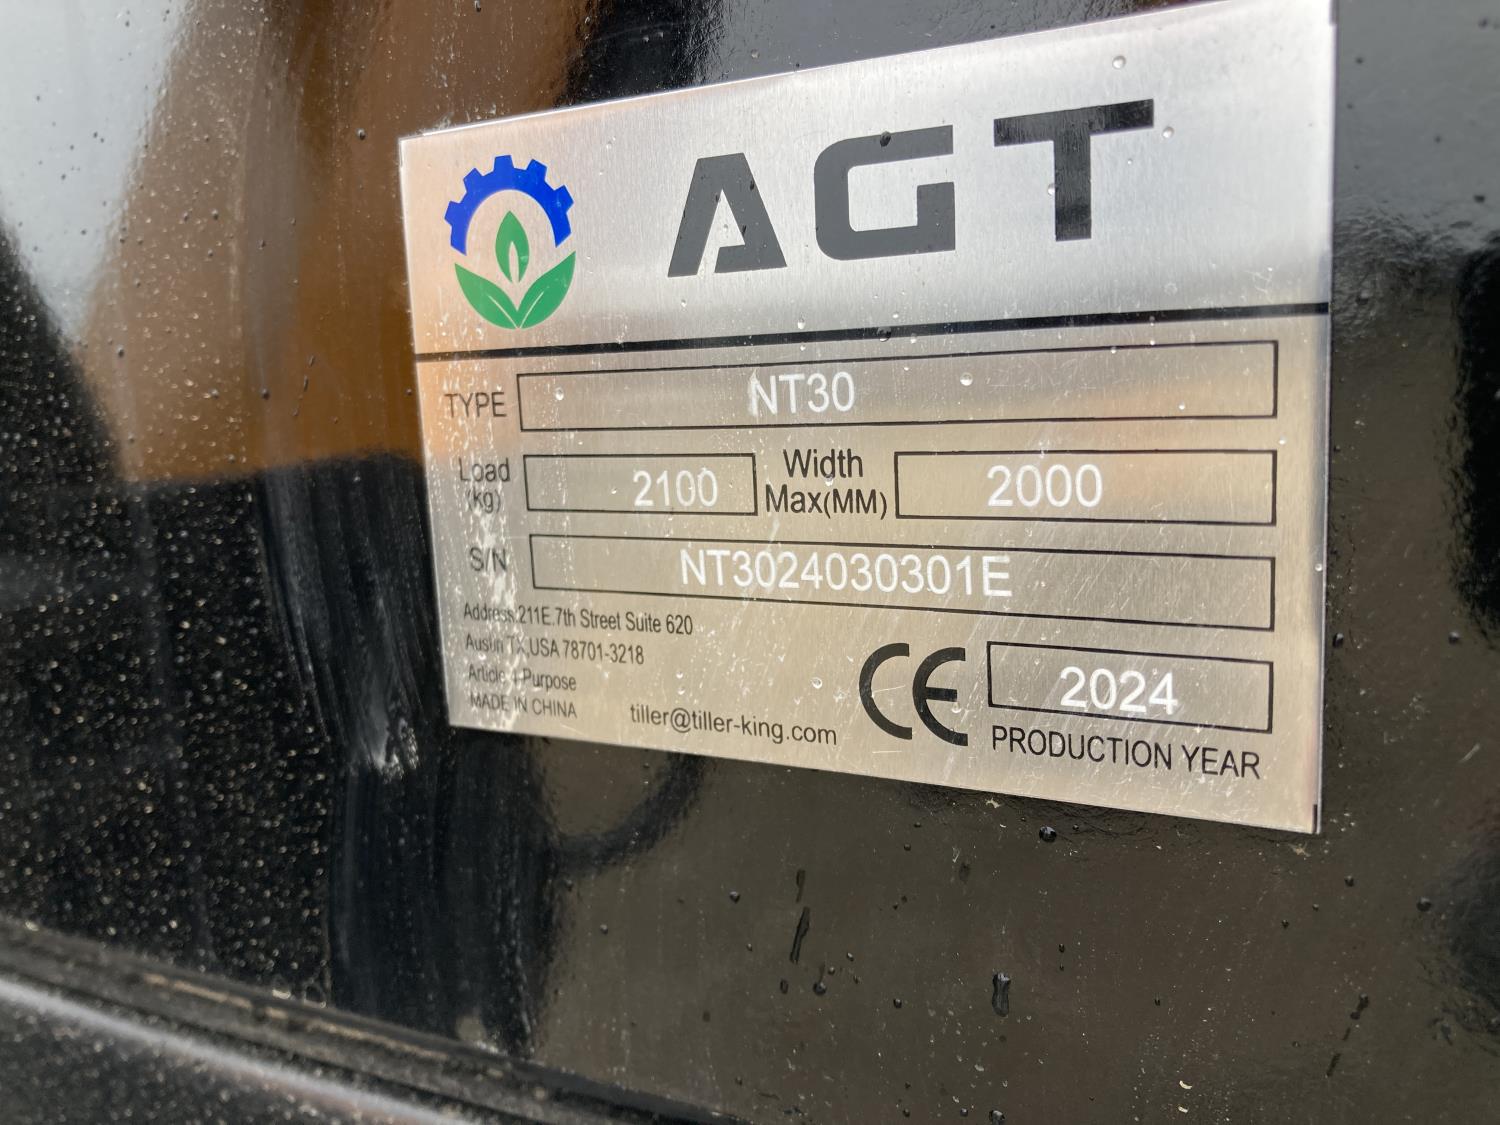 AGT
TYPE NT30
Load (kg) 2100 Width Max(MM) 2000
S/N NT3024030301E
Address:211E.7th Street Suite 620
Austin TX,USA 78701-3218
Article 4 Purpose
MADE IN CHINA
tiller@tiller-king.com
CE 2024
PRODUCTION YEAR